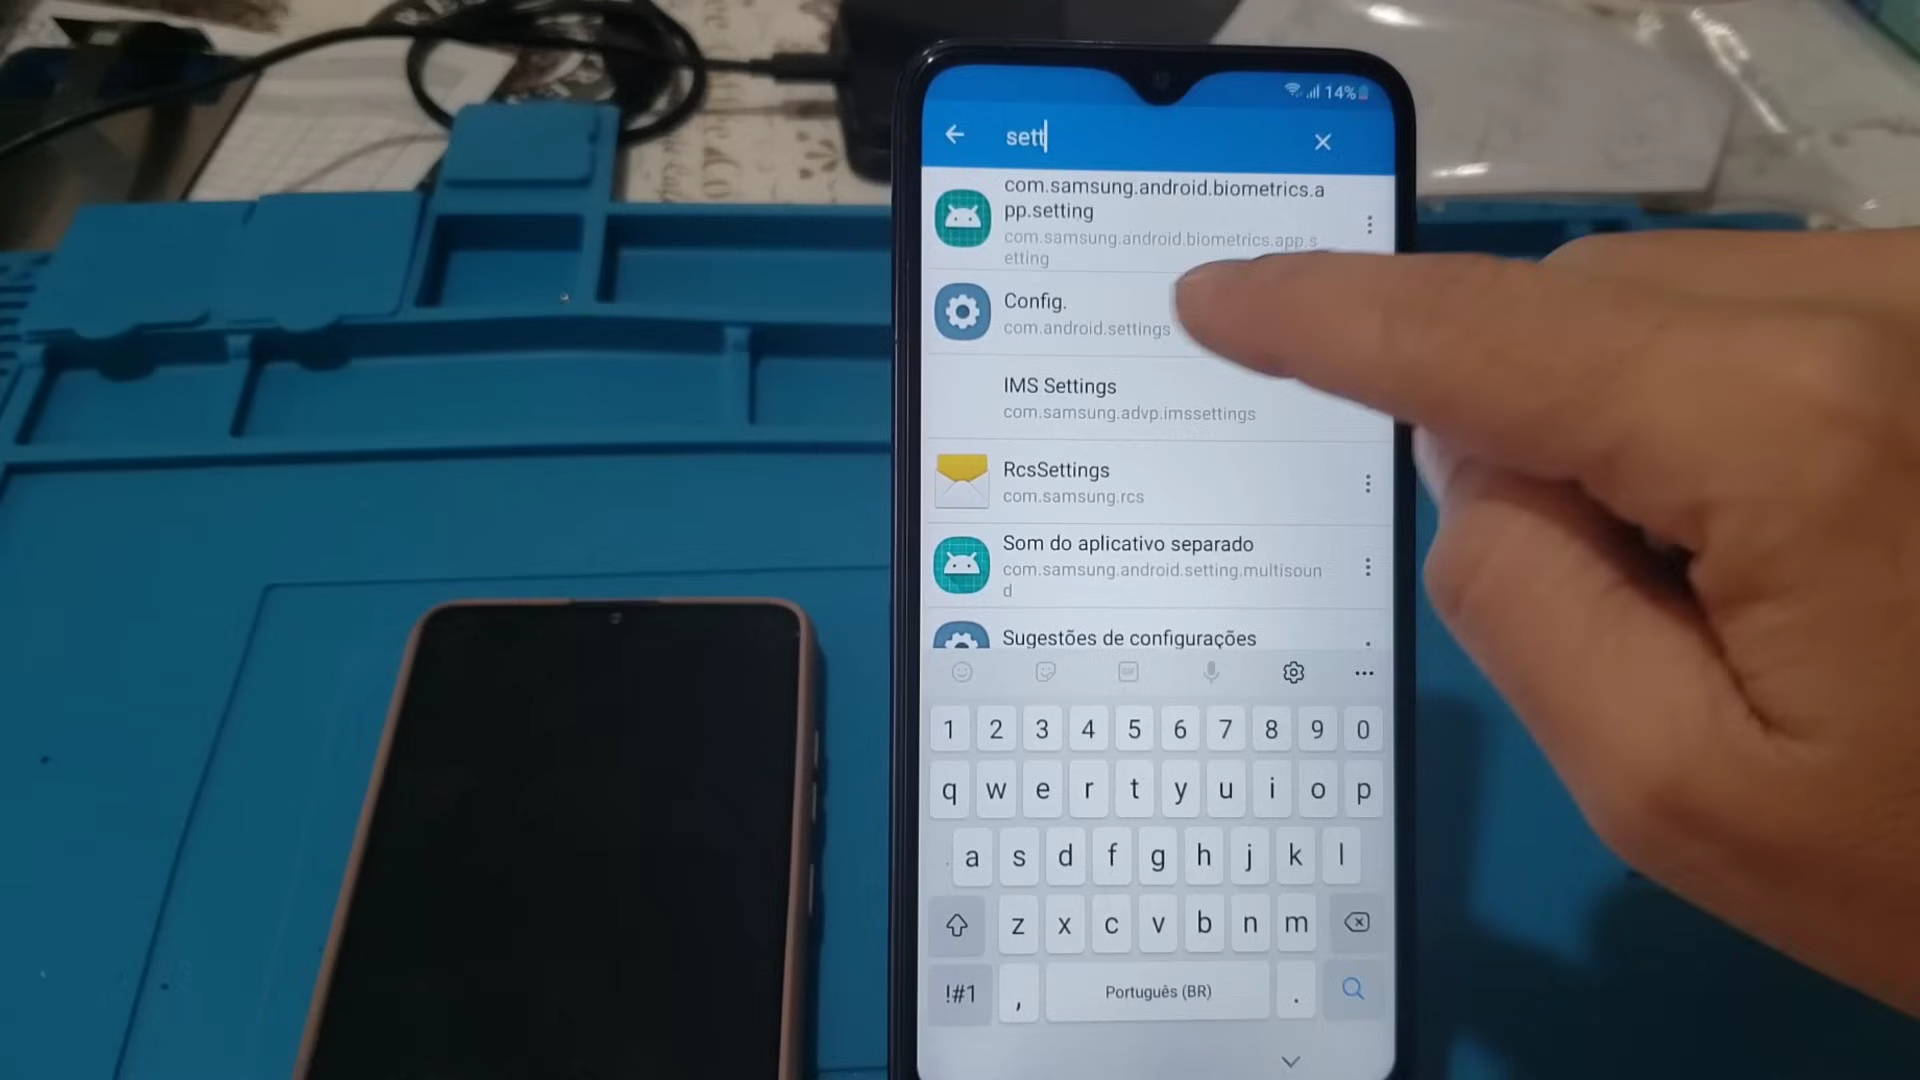 14%
sett
com.samsung.android.biometrics.a
pp.setting
com.samsung.android.biometrics.app.s
etting
Config.
com.android.settings
IMS Settings
com.samsung.advp.imssettings
RcsSettings
com.samsung.rcs
Som do aplicativo separado
com.samsung.android.setting.multisoun
d
Sugestões de configurações
GIF
1 2 3 4 5 6 7 8 9 0
q w e r t y u i o p
a s d f g h j k l
z x c v b n m
!#1 , Português (BR) .